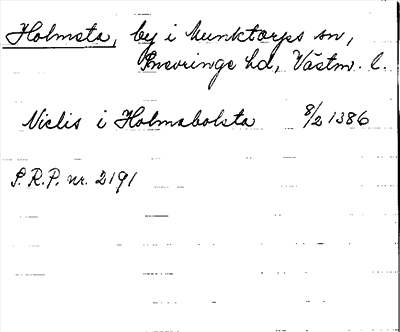 Holmsta, by i Munktorps sn,
Snevringe hd, Västm. l.
Niclis i Holmabolsta 8/2 1386
S.R.P. nr. 2191